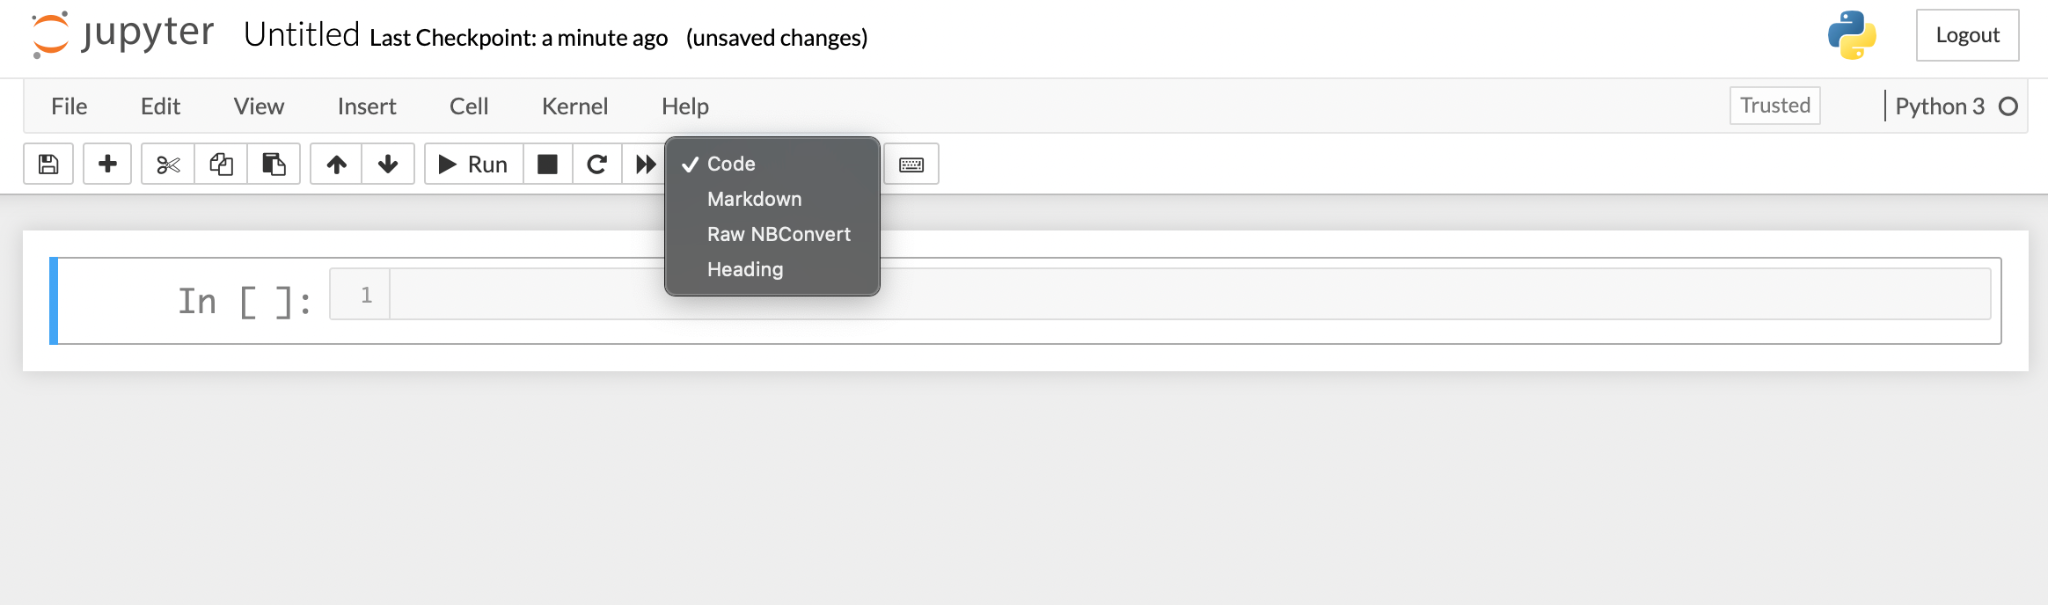 jupyter Untitled Last Checkpoint: a minute ago (unsaved changes) Logout
File Edit View Insert Cell Kernel Help Trusted Python 3
Run
Code
Markdown
Raw NBConvert
Heading
In [ ]: 1